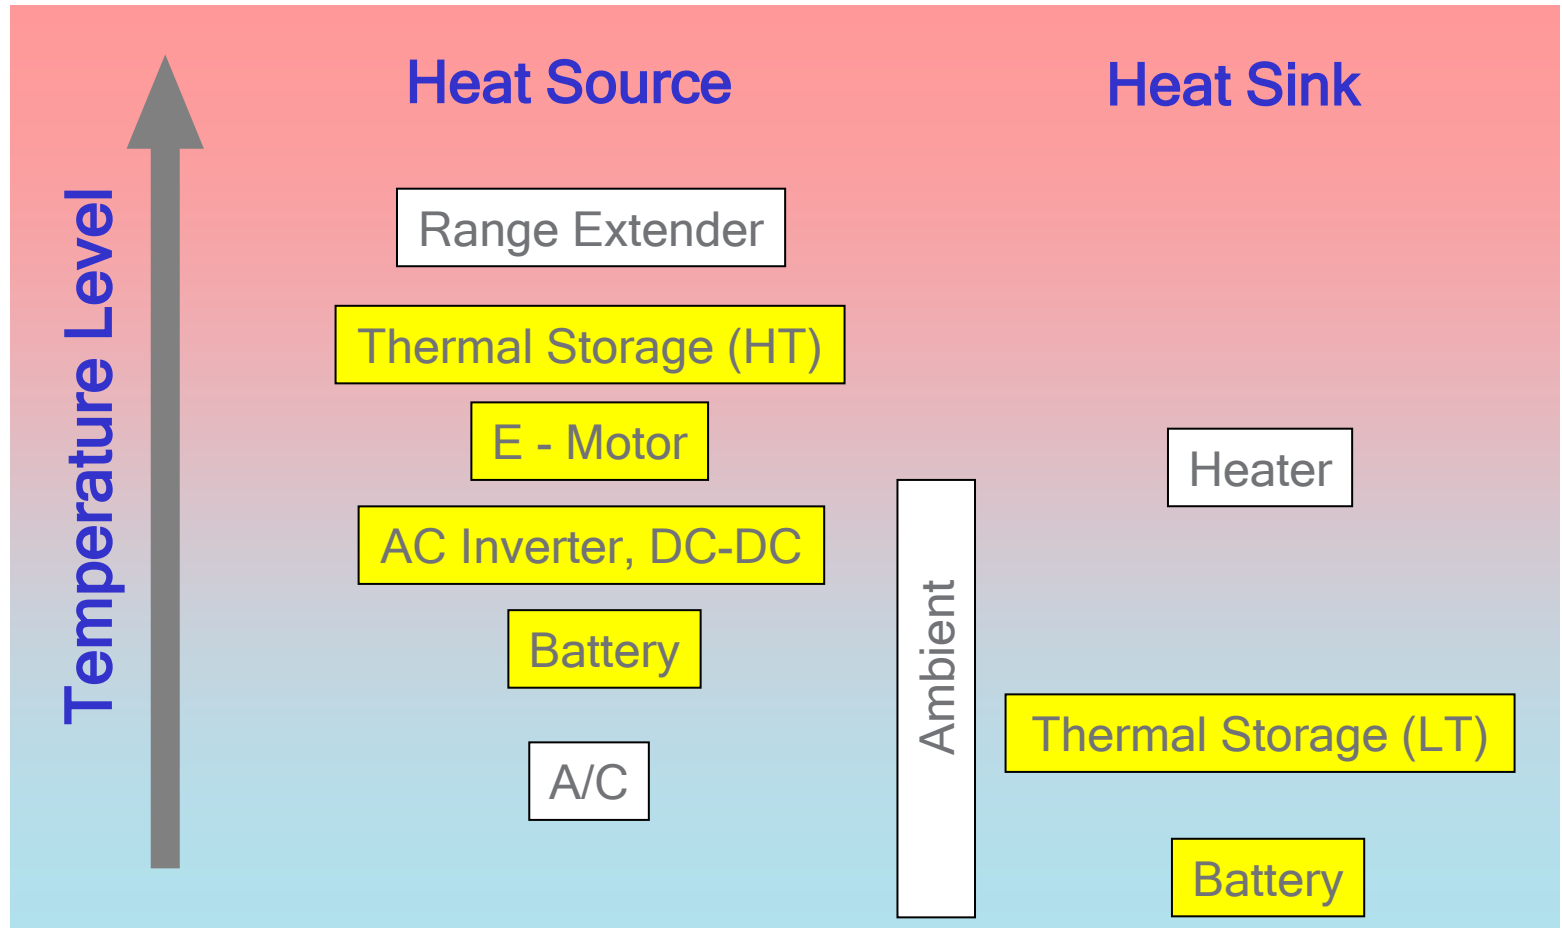 Heat Source
Heat Sink
Temperature Level
Range Extender
Thermal Storage (HT)
E - Motor
Heater
AC Inverter, DC-DC
Battery
Ambient
Thermal Storage (LT)
A/C
Battery